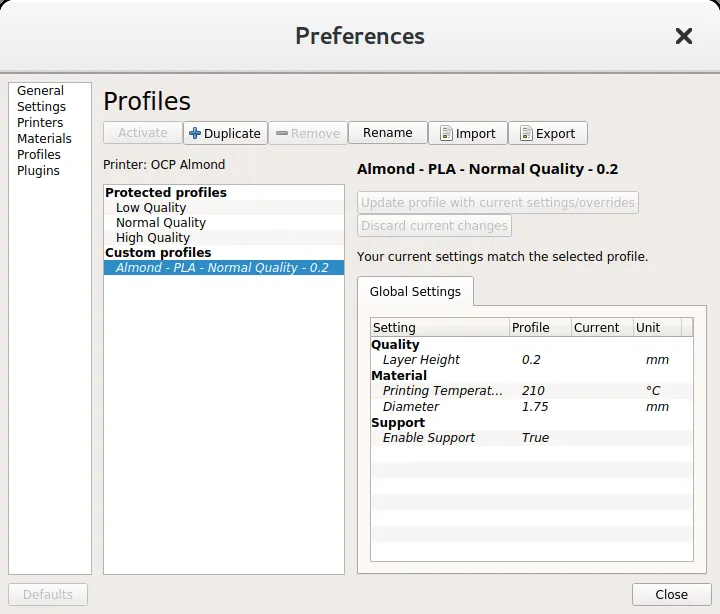 Preferences
General
Settings
Printers
Materials
Profiles
Plugins
Profiles
Activate
Duplicate
Remove
Rename
Import
Export
Printer: OCP Almond
Protected profiles
Low Quality
Normal Quality
High Quality
Custom profiles
Almond - PLA - Normal Quality - 0.2
Almond - PLA - Normal Quality - 0.2
Update profile with current settings/overrides
Discard current changes
Your current settings match the selected profile.
Global Settings
Setting Profile Current Unit
Quality
Layer Height 0.2 mm
Material
Printing Temperat... 210 °C
Diameter 1.75 mm
Support
Enable Support True
Defaults
Close